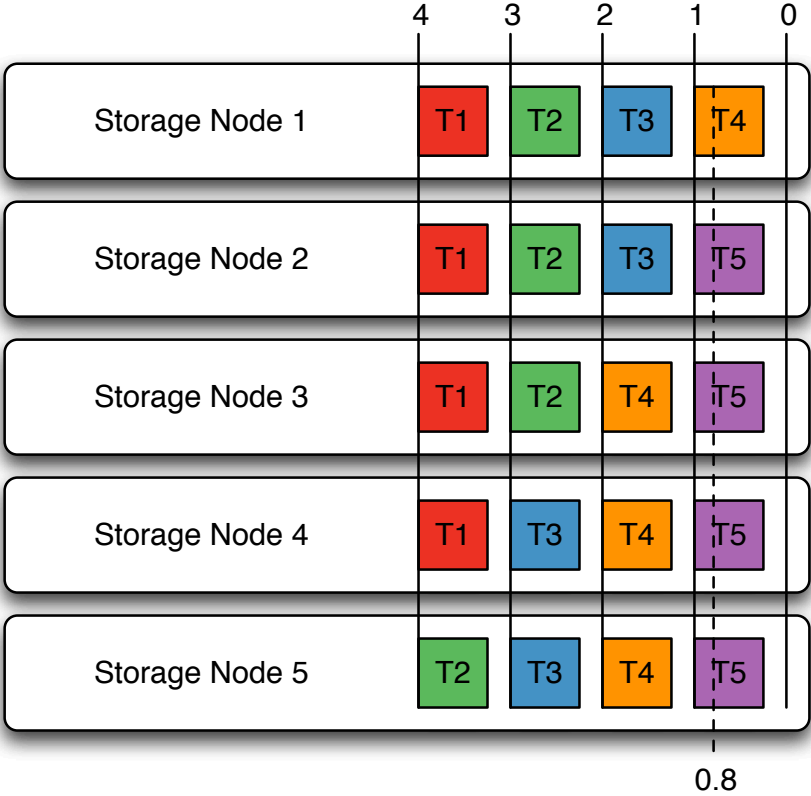 4 3 2 1 0
Storage Node 1 T1 T2 T3 T4
Storage Node 2 T1 T2 T3 T5
Storage Node 3 T1 T2 T4 T5
Storage Node 4 T1 T3 T4 T5
Storage Node 5 T2 T3 T4 T5
0.8